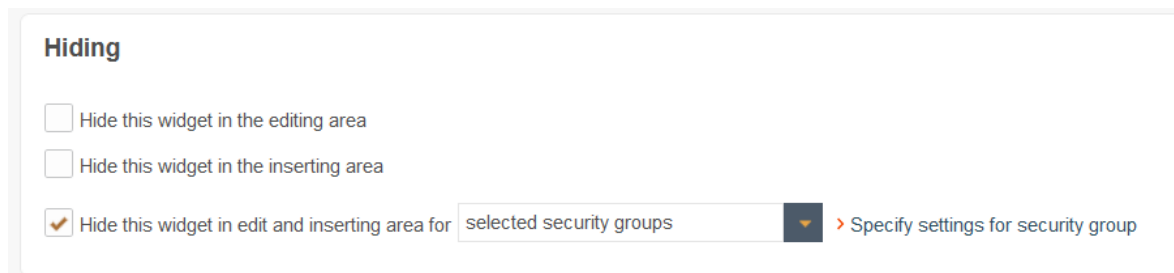 Hiding
Hide this widget in the editing area
Hide this widget in the inserting area
Hide this widget in edit and inserting area for selected security groups Specify settings for security group